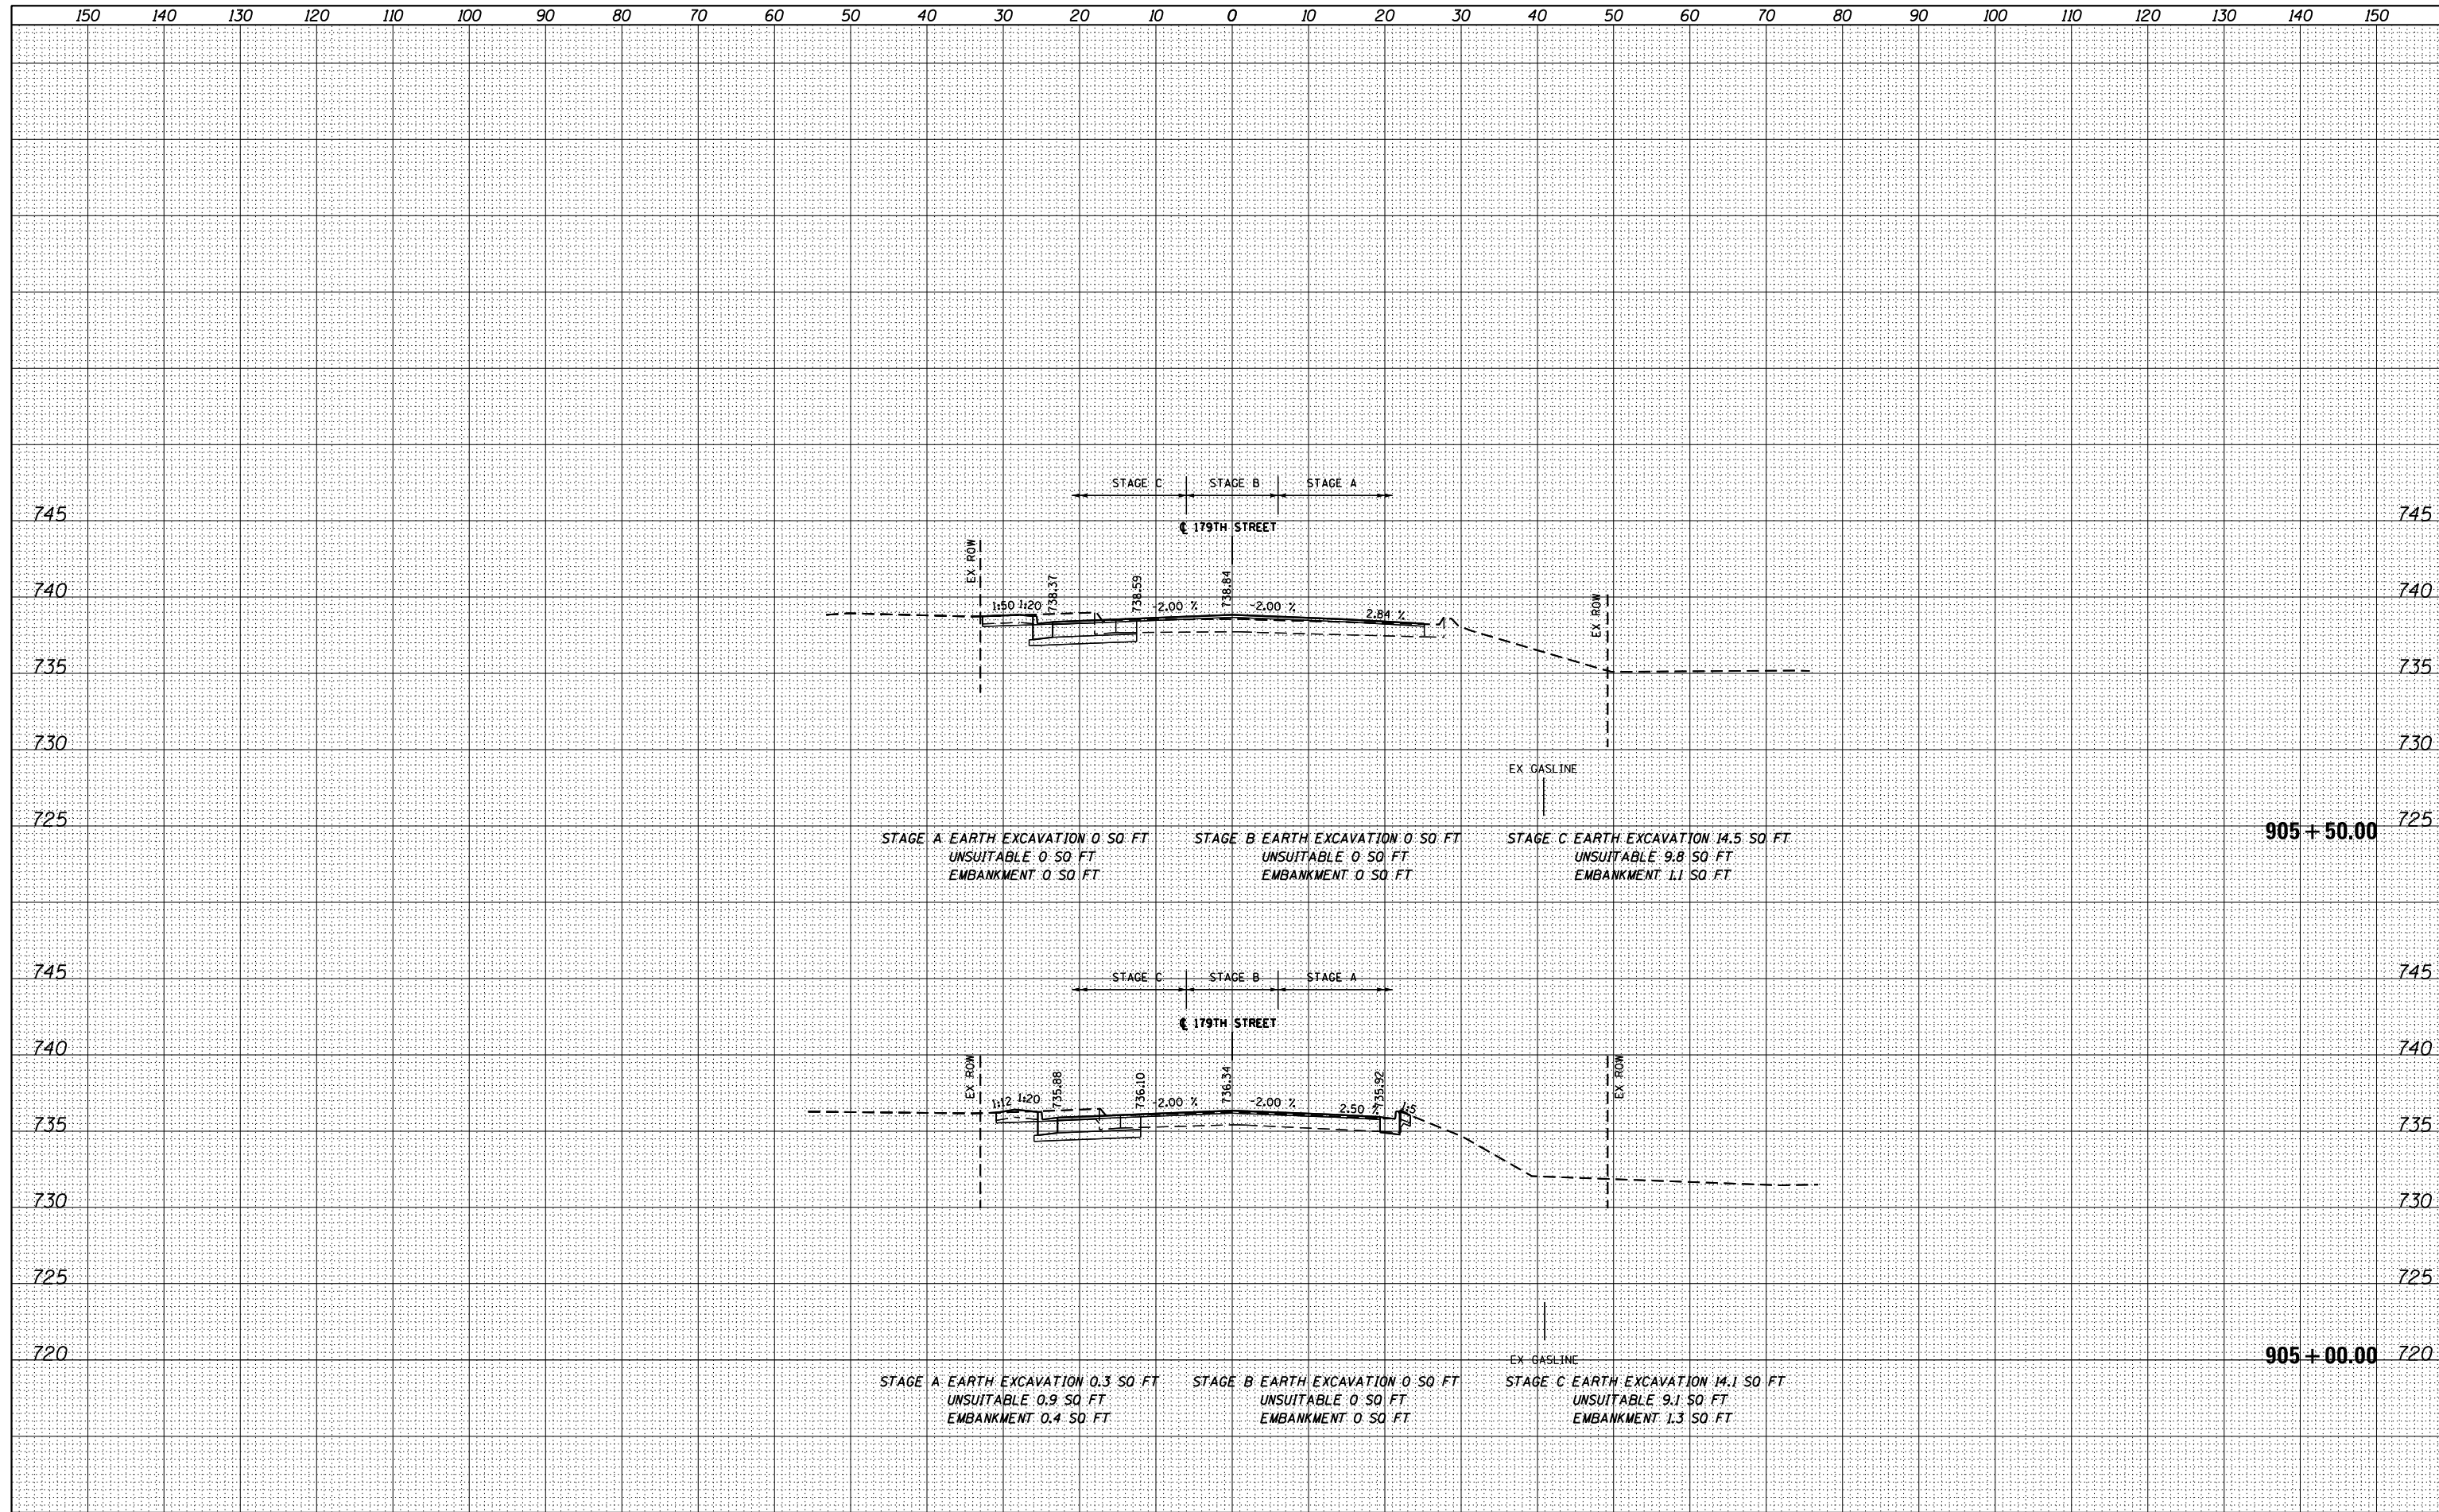 150 140 130 120 110 100 90 80 70 60 50 40 30 20 10 0 10 20 30 40 50 60 70 80 90 100 110 120 130 140 150
STAGE C STAGE B STAGE A
745 745
℄ 179TH STREET
EX ROW
740 740
EX ROW
738.37 738.59 738.84
1:50 1:20 -2.00 % -2.00 % 2.84 %
735 735
730 730
EX GASLINE
725 725
905+50.00
STAGE A EARTH EXCAVATION 0 SQ FT
UNSUITABLE 0 SQ FT
EMBANKMENT 0 SQ FT
STAGE B EARTH EXCAVATION 0 SQ FT
UNSUITABLE 0 SQ FT
EMBANKMENT 0 SQ FT
STAGE C EARTH EXCAVATION 14.5 SQ FT
UNSUITABLE 9.8 SQ FT
EMBANKMENT 1.1 SQ FT
STAGE C STAGE B STAGE A
745 745
℄ 179TH STREET
740 740
EX ROW
EX ROW
735.88 736.10 736.34 735.92
1:12 1:20 -2.00 % -2.00 % 2.50 % 1:5
735 735
730 730
725 725
EX GASLINE
720 720
905+00.00
STAGE A EARTH EXCAVATION 0.3 SQ FT
UNSUITABLE 0.9 SQ FT
EMBANKMENT 0.4 SQ FT
STAGE B EARTH EXCAVATION 0 SQ FT
UNSUITABLE 0 SQ FT
EMBANKMENT 0 SQ FT
STAGE C EARTH EXCAVATION 14.1 SQ FT
UNSUITABLE 9.1 SQ FT
EMBANKMENT 1.3 SQ FT